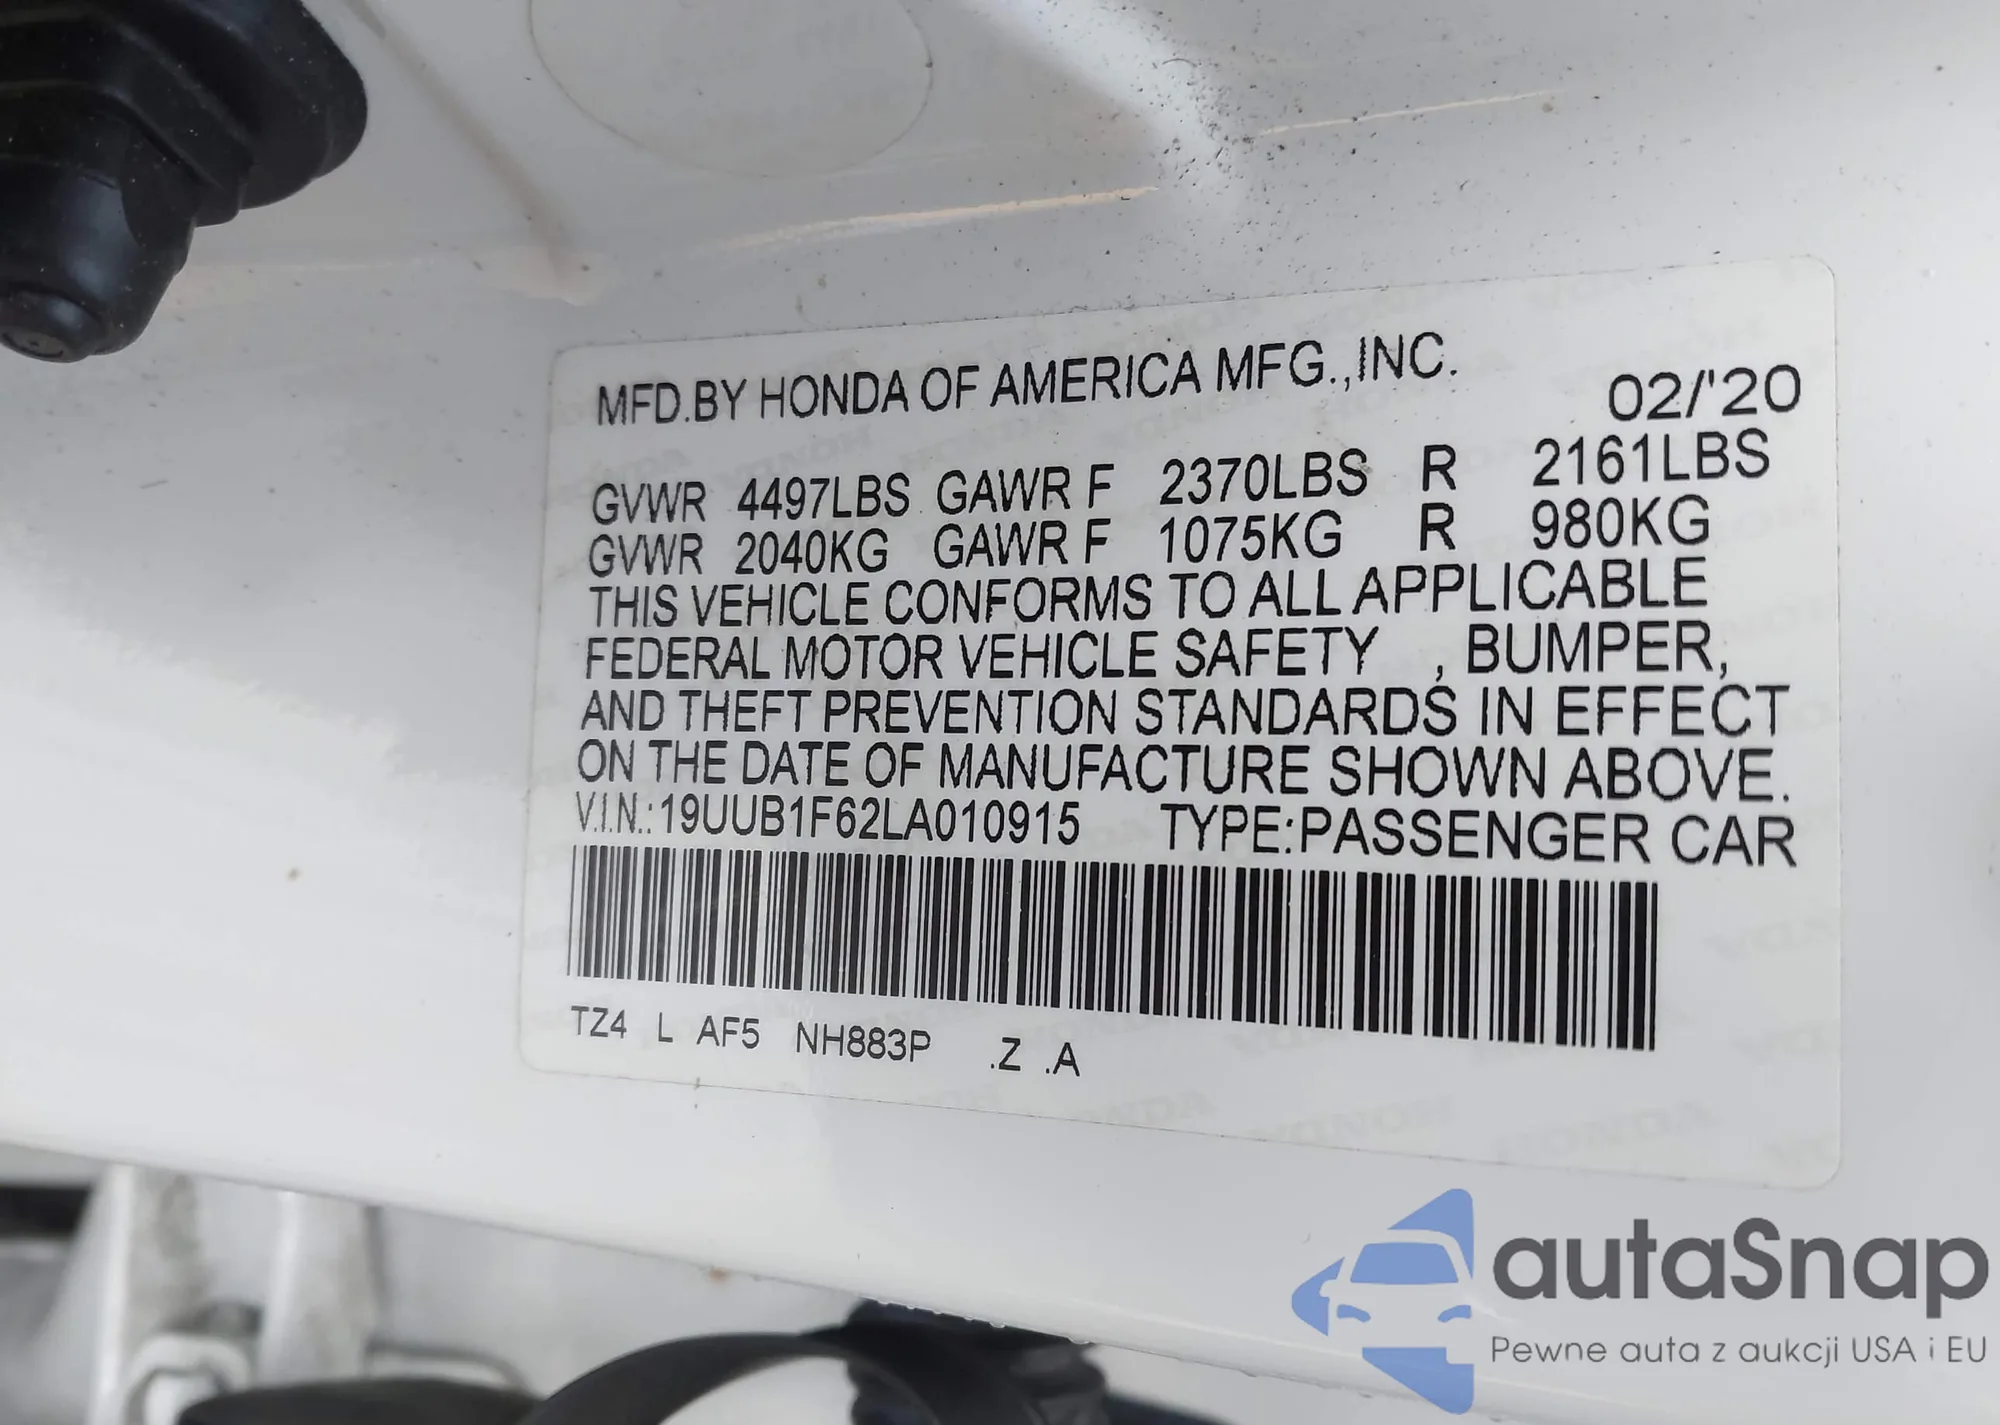 MFD.BY HONDA OF AMERICA MFG.,INC. 02/'20
GVWR 4497LBS GAWR F 2370LBS R 2161LBS
GVWR 2040KG GAWR F 1075KG R 980KG
THIS VEHICLE CONFORMS TO ALL APPLICABLE
FEDERAL MOTOR VEHICLE SAFETY , BUMPER,
AND THEFT PREVENTION STANDARDS IN EFFECT
ON THE DATE OF MANUFACTURE SHOWN ABOVE.
V.I.N.: 19UUB1F62LA010915 TYPE:PASSENGER CAR
TZ4 L AF5 NH883P .Z .A
autaSnap
Pewne auta z aukcji USA i EU